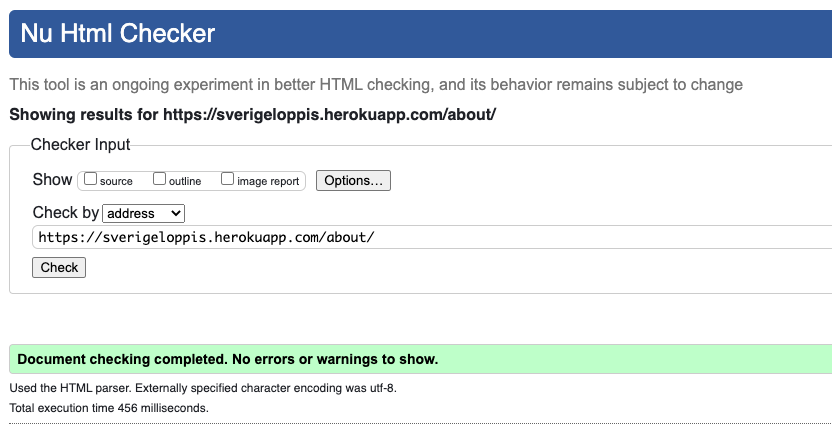 Nu Html Checker
This tool is an ongoing experiment in better HTML checking, and its behavior remains subject to change
Showing results for https://sverigeloppis.herokuapp.com/about/
Checker Input
Show source outline image report Options...
Check by address
https://sverigeloppis.herokuapp.com/about/
Check
Document checking completed. No errors or warnings to show.
Used the HTML parser. Externally specified character encoding was utf-8.
Total execution time 456 milliseconds.